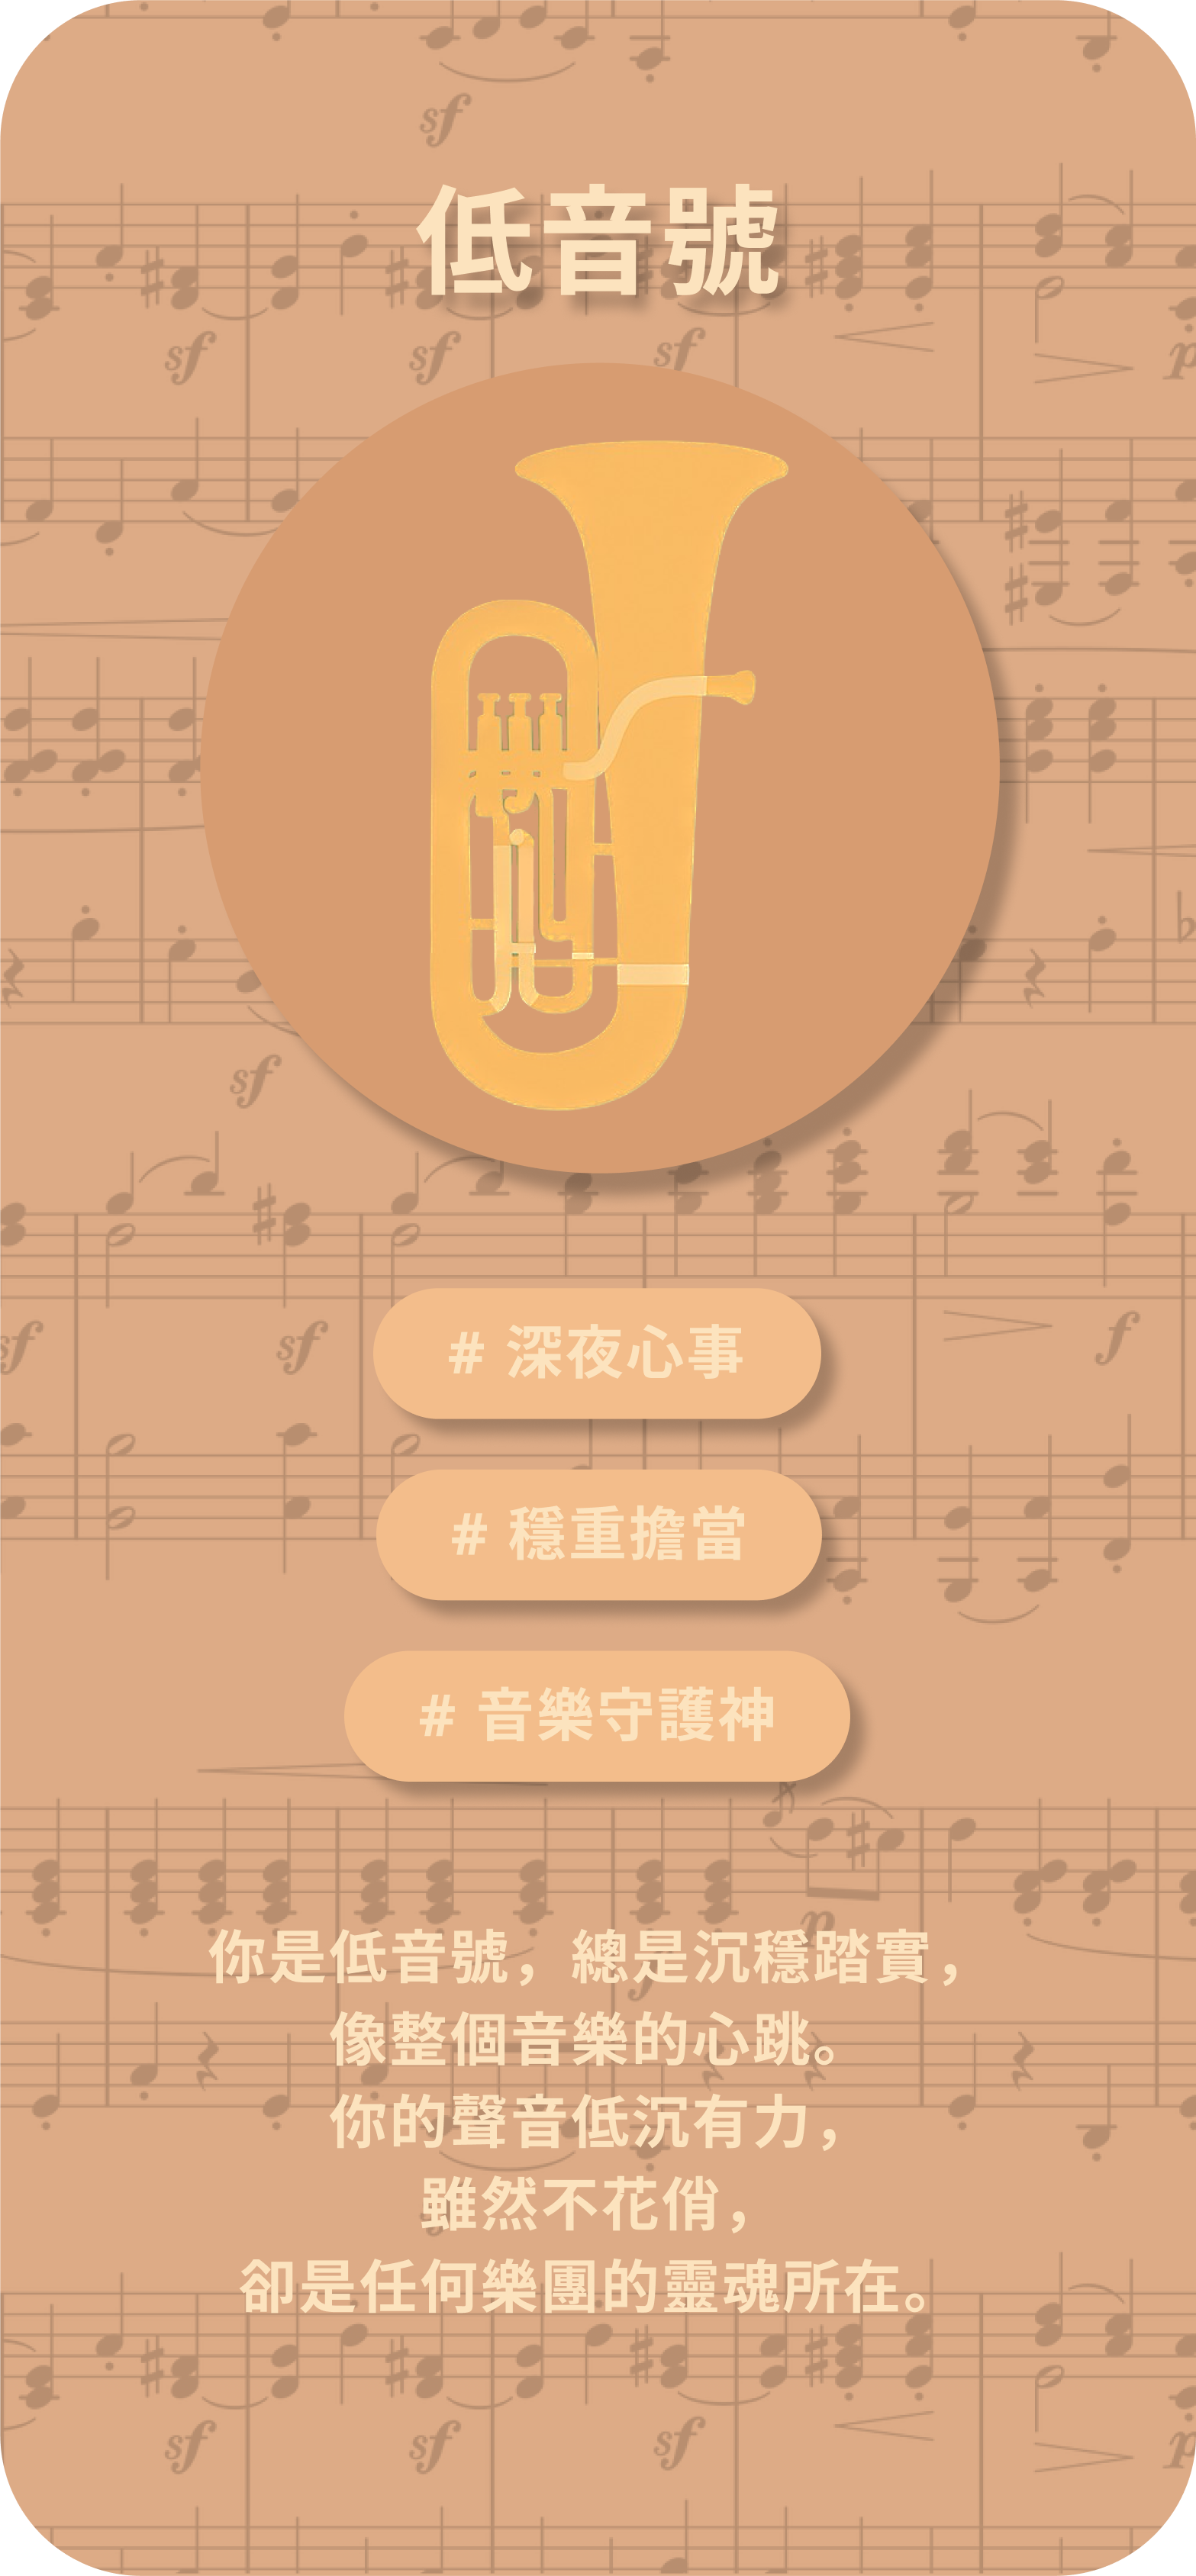 低音號
# 深夜心事
# 穩重擔當
# 音樂守護神
你是低音號，總是沉穩踏實，
像整個音樂的心跳。
你的聲音低沉有力，
雖然不花俏，
卻是任何樂團的靈魂所在。